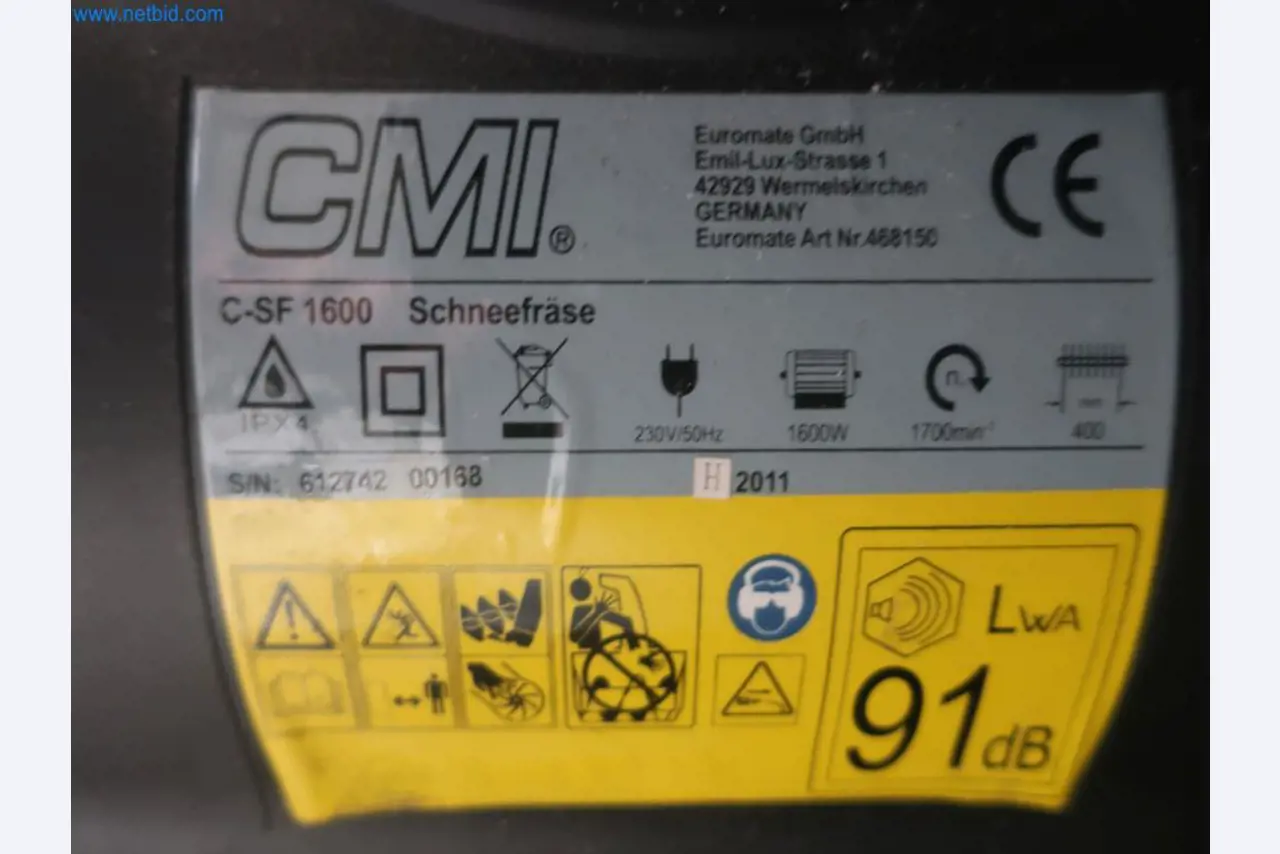 www.netbid.com
CMI®
Euromate GmbH
Emil-Lux-Strasse 1
42929 Wermelskirchen
GERMANY
Euromate Art Nr.468150
CE
C-SF 1600 Schneefräse
IPX4
n.
mm
230V/50Hz
1600W
1700min⁻¹
400
S/N: 612742 00168
H 2011
LWA
91dB